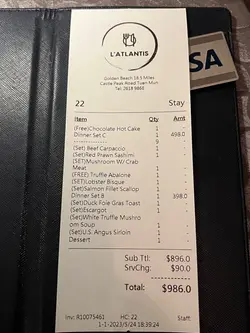 L'ATLANTIS
Golden Beach 18.5 Miles
Castle Peak Road Tuen Mun
Tel: 2618 9868
22 Stay
Item Qty Amt
(Free)Chocolate Hot Cake 1 -
Dinner Set C 1 498.0
------------- 9 -
(Set) Beef Carpaccio 1 -
(Set)Red Prawn Sashimi 1 -
(SET)Mushroom W/ Crab Meat 1 -
(FREE) Truffle Abalone 1 -
(SET)Lobster Bisque 1 -
(Set)Salmon Fillet Scallop 1 -
Dinner Set B 1 398.0
(Set)Duck Foie Gras Toast 1 -
(Set)Escargot 1 -
(Set)White Truffle Mushroom Soup 1 -
(Set)U.S. Angus Sirloin 1 -
Dessert 1 -
Sub Ttl: $896.0
SrvChg: $90.0
Total: $986.0
Inv: R10075461 HC: 22 Staff:
1-1-2023/5/24 18:39:24
VISA